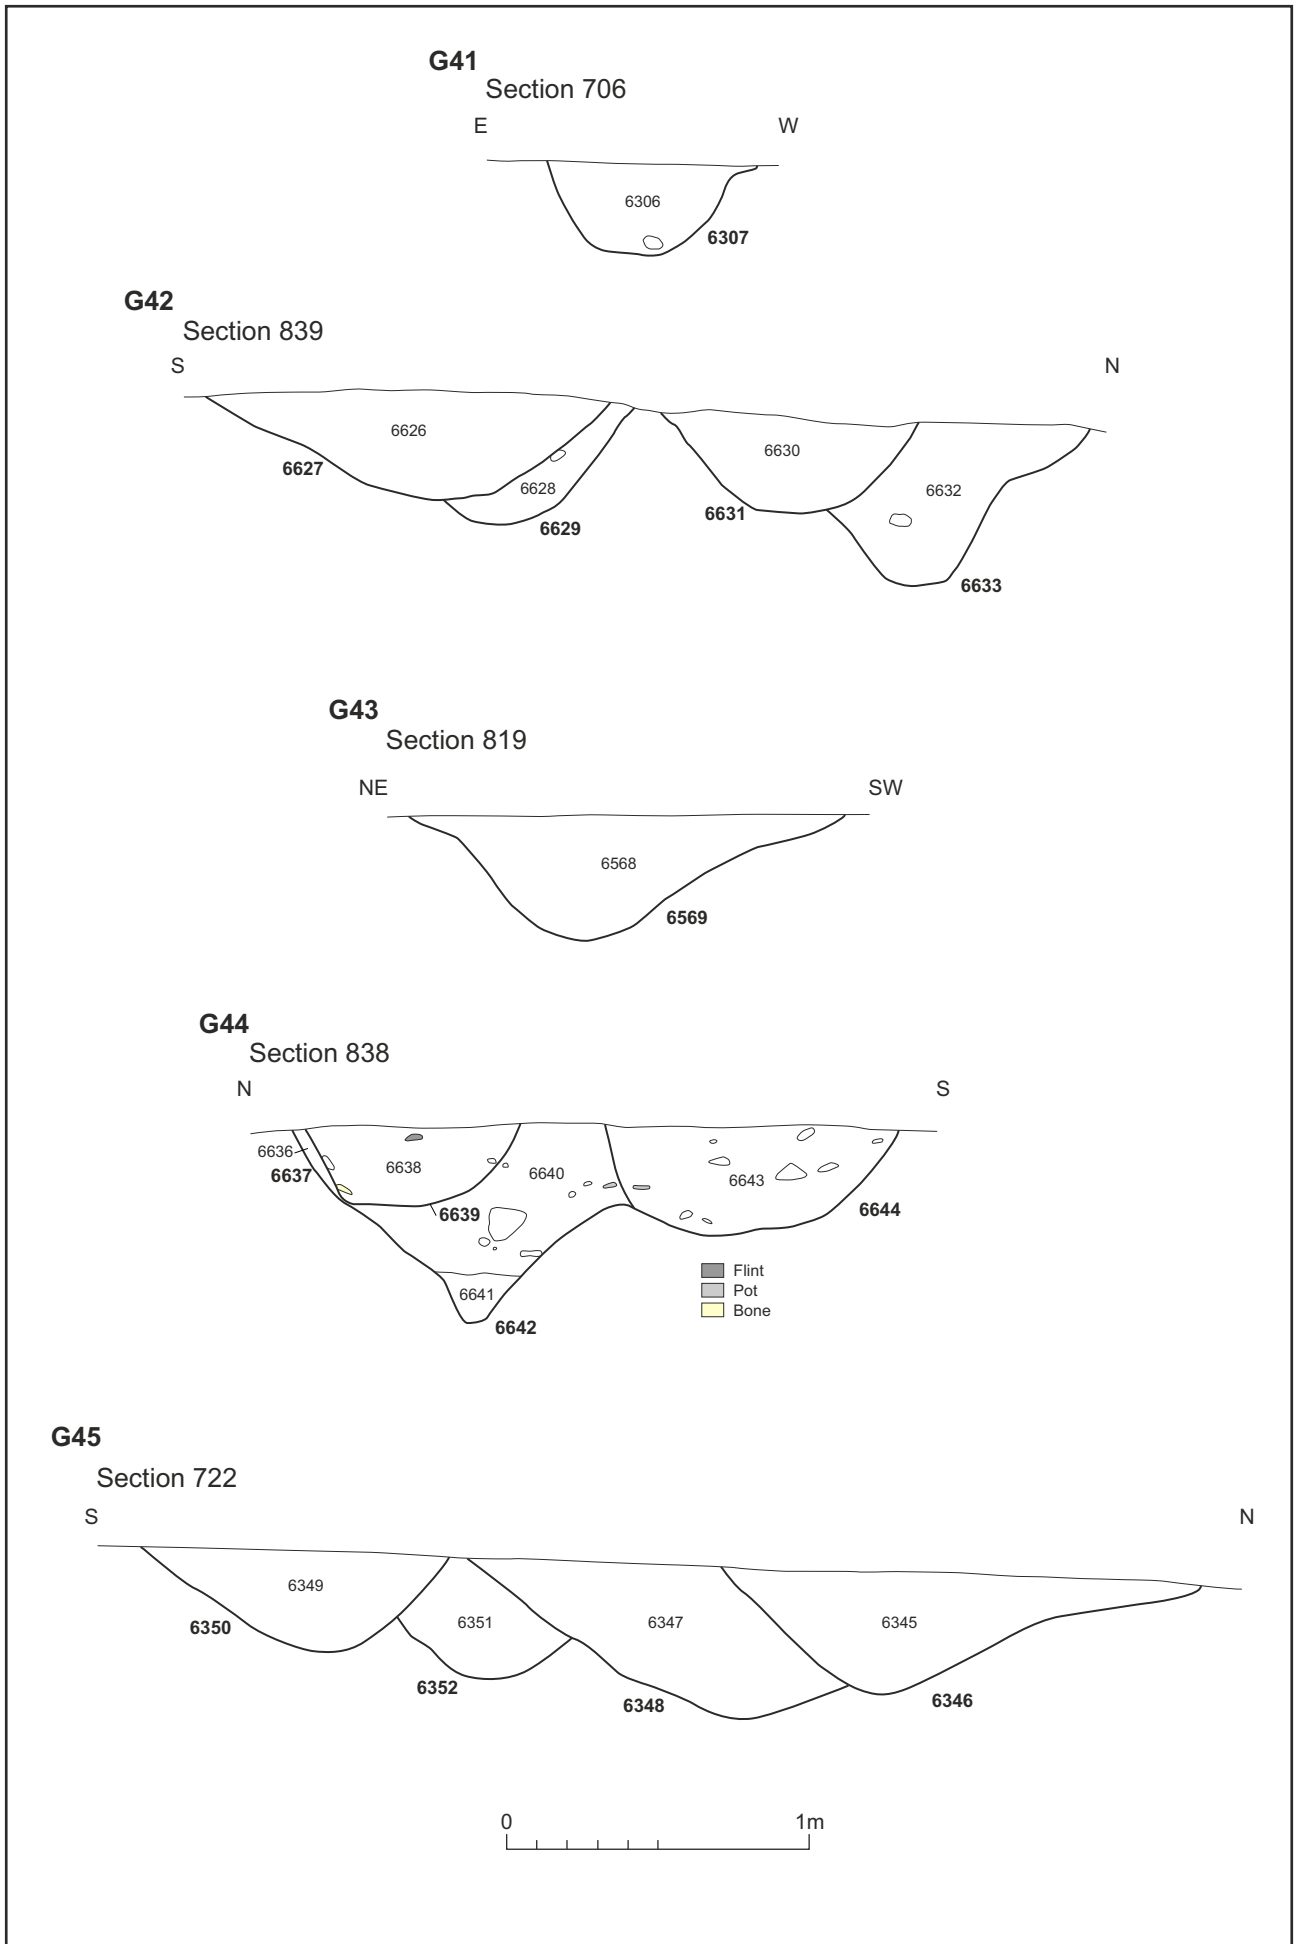 G41
Section 706
E W
6306
6307
G42
Section 839
S N
6626
6630
6627
6628
6632
6631
6629
6633
G43
Section 819
NE SW
6568
6569
G44
Section 838
N S
6636
6637
6638
6640
6643
6639
6644
Flint
Pot
Bone
6641
6642
G45
Section 722
S N
6349
6350
6351
6347
6345
6352
6348
6346
0 1m